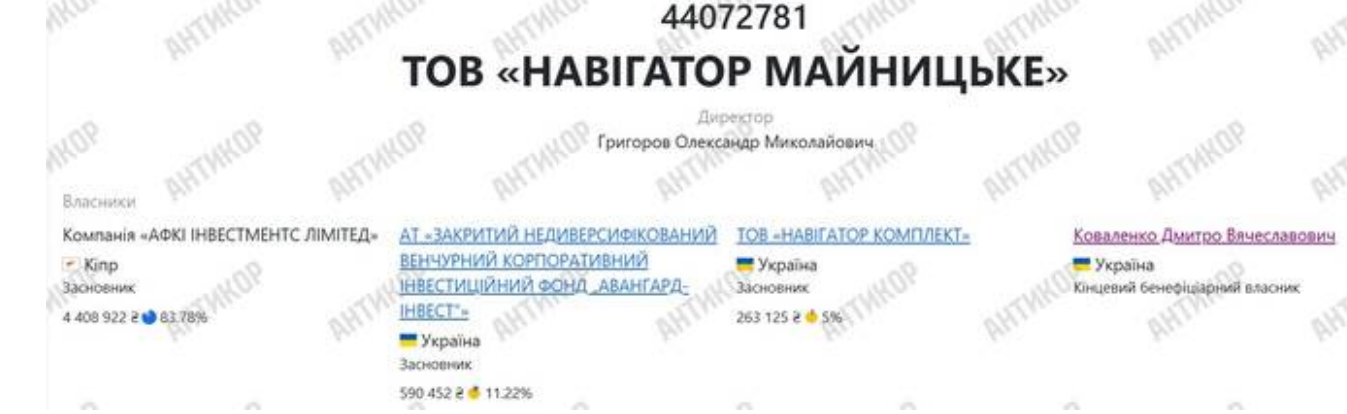 44072781
ТОВ «НАВІГАТОР МАЙНИЦЬКЕ»
Директор
Григоров Олександр Миколайович
Власники
Компанія «АФКІ ІНВЕСТМЕНТС ЛІМІТЕД»
Кіпр
Засновник
4 408 922 ₴ 83.78%
АТ «ЗАКРИТИЙ НЕДИВЕРСИФІКОВАНИЙ
ВЕНЧУРНИЙ КОРПОРАТИВНИЙ
ІНВЕСТИЦІЙНИЙ ФОНД „АВАНГАРД-
ІНВЕСТ"»
Україна
Засновник
590 452 ₴ 11.22%
ТОВ «НАВІГАТОР КОМПЛЕКТ»
Україна
Засновник
263 125 ₴ 5%
Коваленко Дмитро Вячеславович
Україна
Кінцевий бенефіціарний власник
АНТИКОР